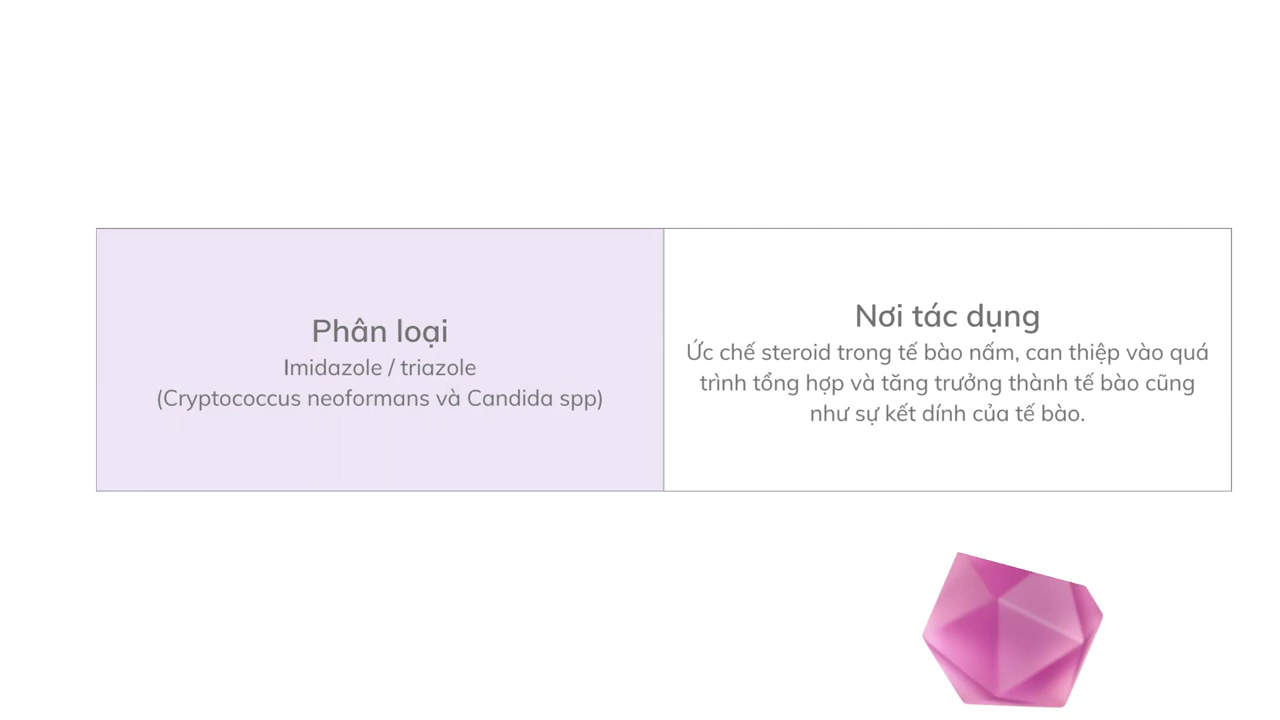 Phân loại
Imidazole / triazole
(Cryptococcus neoformans và Candida spp)
Nơi tác dụng
Ức chế steroid trong tế bào nấm, can thiệp vào quá
trình tổng hợp và tăng trưởng thành tế bào cũng
như sự kết dính của tế bào.